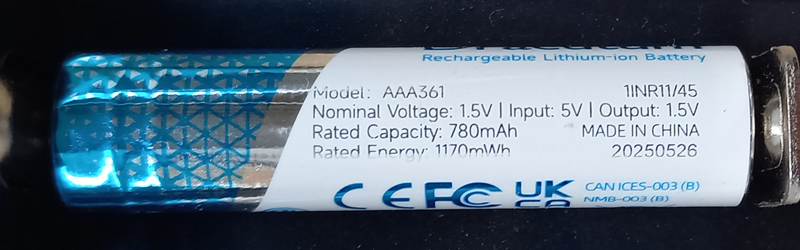 Rechargeable Lithium-ion Battery
Model: AAA361 1INR11/45
Nominal Voltage: 1.5V | Input: 5V | Output: 1.5V
Rated Capacity: 780mAh MADE IN CHINA
Rated Energy: 1170mWh 20250526
CE FC UK CA CAN ICES-003 (B)
NMB-003 (B)